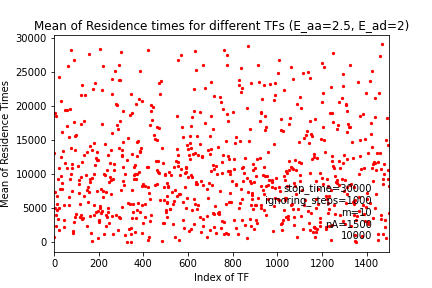 Mean of Residence times for different TFs (E_aa=2.5, E_ad=2)
30000
25000
20000
15000
10000
5000
0
Mean of Residence Times
stop_time=30000
ignoring_steps=1000
m=10
nA=1500
10000
0 200 400 600 800 1000 1200 1400
Index of TF